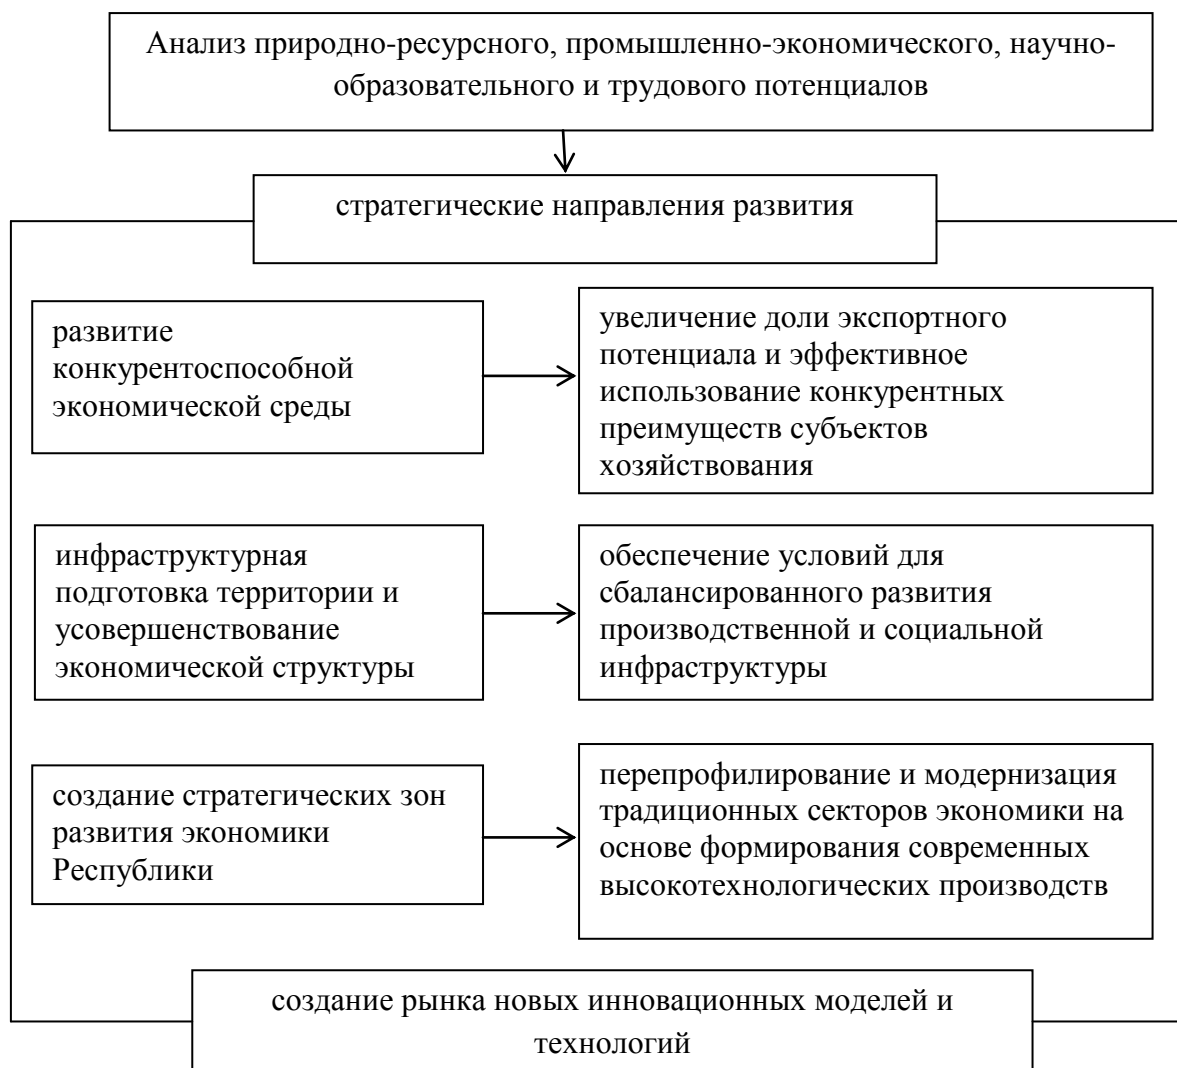 Анализ природно-ресурсного, промышленно-экономического, научно-
образовательного и трудового потенциалов
стратегические направления развития
развитие
конкурентоспособной
экономической среды
увеличение доли экспортного
потенциала и эффективное
использование конкурентных
преимуществ субъектов
хозяйствования
инфраструктурная
подготовка территории и
усовершенствование
экономической структуры
обеспечение условий для
сбалансированного развития
производственной и социальной
инфраструктуры
создание стратегических зон
развития экономики
Республики
перепрофилирование и модернизация
традиционных секторов экономики на
основе формирования современных
высокотехнологических производств
создание рынка новых инновационных моделей и
технологий